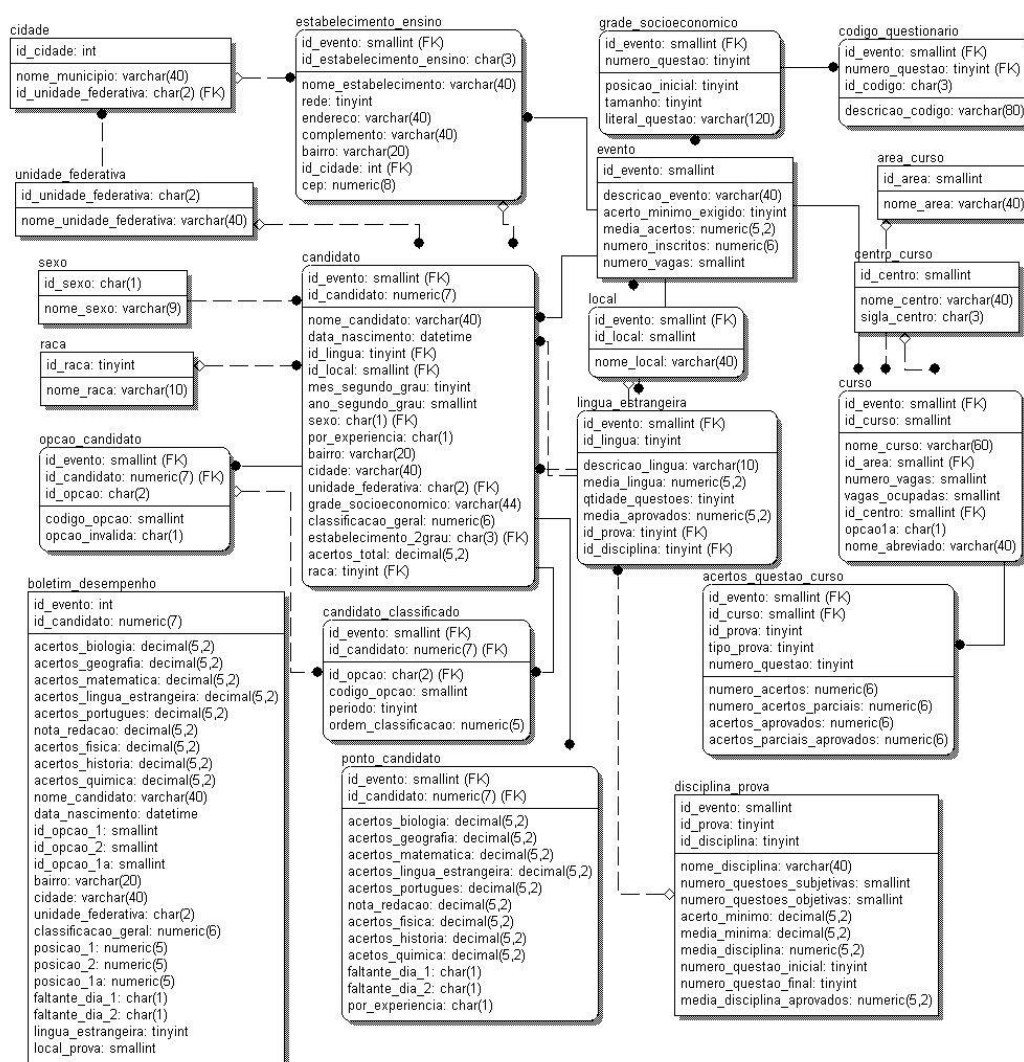 cidade
id_cidade: int
nome_municipio: varchar(40)
id_unidade_federativa: char(2) (FK)
estabelecimento_ensino
id_evento: smallint (FK)
id_estabelecimento_ensino: char(3)
nome_estabelecimento: varchar(40)
rede: tinyint
endereco: varchar(40)
complemento: varchar(40)
bairro: varchar(20)
id_cidade: int (FK)
cep: numeric(8)
grade_socioeconomico
id_evento: smallint (FK)
numero_questao: tinyint
posicao_inicial: tinyint
tamanho: tinyint
literal_questao: varchar(120)
codigo_questionario
id_evento: smallint (FK)
numero_questao: tinyint (FK)
id_codigo: char(3)
descricao_codigo: varchar(80)
unidade_federativa
id_unidade_federativa: char(2)
nome_unidade_federativa: varchar(40)
evento
id_evento: smallint
descricao_evento: varchar(40)
acerto_minimo_exigido: tinyint
media_acertos: numeric(5,2)
numero_inscritos: numeric(6)
numero_vagas: smallint
area_curso
id_area: smallint
nome_area: varchar(40)
sexo
id_sexo: char(1)
nome_sexo: varchar(9)
candidato
id_evento: smallint (FK)
id_candidato: numeric(7)
nome_candidato: varchar(40)
data_nascimento: datetime
id_lingua: tinyint (FK)
id_local: smallint (FK)
mes_segundo_grau: tinyint
ano_segundo_grau: smallint
sexo: char(1) (FK)
por_experiencia: char(1)
bairro: varchar(20)
cidade: varchar(40)
unidade_federativa: char(2) (FK)
grade_socioeconomico: varchar(44)
classificacao_geral: numeric(6)
estabelecimento_2grau: char(3) (FK)
acertos_total: decimal(5,2)
raca: tinyint (FK)
centro_curso
id_centro: smallint
nome_centro: varchar(40)
sigla_centro: char(3)
local
id_evento: smallint (FK)
id_local: smallint
nome_local: varchar(40)
raca
id_raca: tinyint
nome_raca: varchar(10)
curso
id_evento: smallint (FK)
id_curso: smallint
nome_curso: varchar(60)
id_area: smallint (FK)
numero_vagas: smallint
vagas_ocupadas: smallint
id_centro: smallint (FK)
opcao1a: char(1)
nome_abreviado: varchar(40)
lingua_estrangeira
id_evento: smallint (FK)
id_lingua: tinyint
descricao_lingua: varchar(10)
media_lingua: numeric(5,2)
qtidade_questoes: tinyint
media_aprovados: numeric(5,2)
id_prova: tinyint (FK)
id_disciplina: tinyint (FK)
opcao_candidato
id_evento: smallint (FK)
id_candidato: numeric(7) (FK)
id_opcao: char(2)
codigo_opcao: smallint
opcao_invalida: char(1)
boletim_desempenho
id_evento: int
id_candidato: numeric(7)
acertos_biologia: decimal(5,2)
acertos_geografia: decimal(5,2)
acertos_matematica: decimal(5,2)
acertos_lingua_estrangeira: decimal(5,2)
acertos_portugues: decimal(5,2)
nota_redacao: decimal(5,2)
acertos_fisica: decimal(5,2)
acertos_historia: decimal(5,2)
acertos_quimica: decimal(5,2)
nome_candidato: varchar(40)
data_nascimento: datetime
id_opcao_1: smallint
id_opcao_2: smallint
id_opcao_1a: smallint
bairro: varchar(20)
cidade: varchar(40)
unidade_federativa: char(2)
classificacao_geral: numeric(6)
posicao_1: numeric(5)
posicao_2: numeric(5)
posicao_1a: numeric(5)
faltante_dia_1: char(1)
faltante_dia_2: char(1)
lingua_estrangeira: tinyint
local_prova: smallint
candidato_classificado
id_evento: smallint (FK)
id_candidato: numeric(7) (FK)
id_opcao: char(2) (FK)
codigo_opcao: smallint
periodo: tinyint
ordem_classificacao: numeric(5)
acertos_questao_curso
id_evento: smallint (FK)
id_curso: smallint (FK)
id_prova: tinyint
tipo_prova: tinyint
numero_questao: tinyint
numero_acertos: numeric(6)
numero_acertos_parciais: numeric(6)
acertos_aprovados: numeric(6)
acertos_parciais_aprovados: numeric(6)
ponto_candidato
id_evento: smallint (FK)
id_candidato: numeric(7) (FK)
acertos_biologia: decimal(5,2)
acertos_geografia: decimal(5,2)
acertos_matematica: decimal(5,2)
acertos_lingua_estrangeira: decimal(5,2)
acertos_portugues: decimal(5,2)
nota_redacao: decimal(5,2)
acertos_fisica: decimal(5,2)
acertos_historia: decimal(5,2)
acetos_quimica: decimal(5,2)
faltante_dia_1: char(1)
faltante_dia_2: char(1)
por_experiencia: char(1)
disciplina_prova
id_evento: smallint
id_prova: tinyint
id_disciplina: tinyint
nome_disciplina: varchar(40)
numero_questoes_subjetivas: smallint
numero_questoes_objetivas: smallint
acerto_minimo: decimal(5,2)
media_minima: decimal(5,2)
media_disciplina: numeric(5,2)
numero_questao_inicial: tinyint
numero_questao_final: tinyint
media_disciplina_aprovados: numeric(5,2)